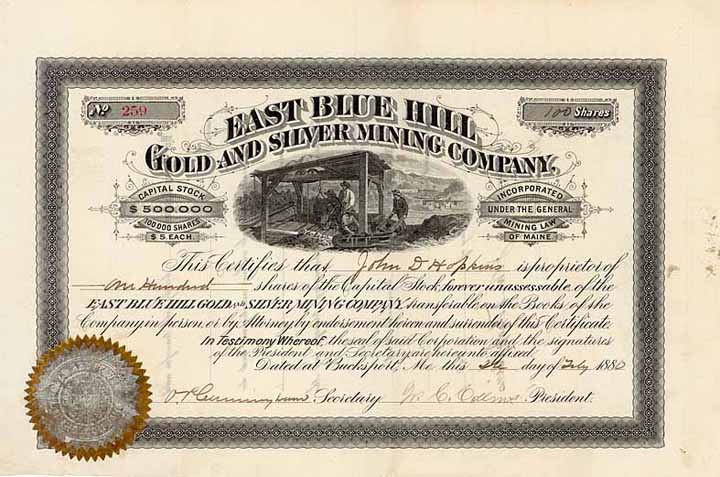 No 259
EAST BLUE HILL
100 Shares
GOLD AND SILVER MINING COMPANY.
CAPITAL STOCK
$500.000
100.000 SHARES
$5 EACH.
INCORPORATED
UNDER THE GENERAL
MINING LAW
OF MAINE
This Certifies that John D Hopkins is proprietor of
One Hundred shares of the Capital Stock, forever unassessable, of the
EAST BLUE HILL GOLD AND SILVER MINING COMPANY, transferable on the Books of the
Company in person or by Attorney by endorsement hereon and surrender of this Certificate.
In Testimony Whereof, the seal of said Corporation and the signatures
of the President and Secretary are hereunto affixed.
Dated at Bucksport, Me. this day of July 1880
Cunningham Secretary President.